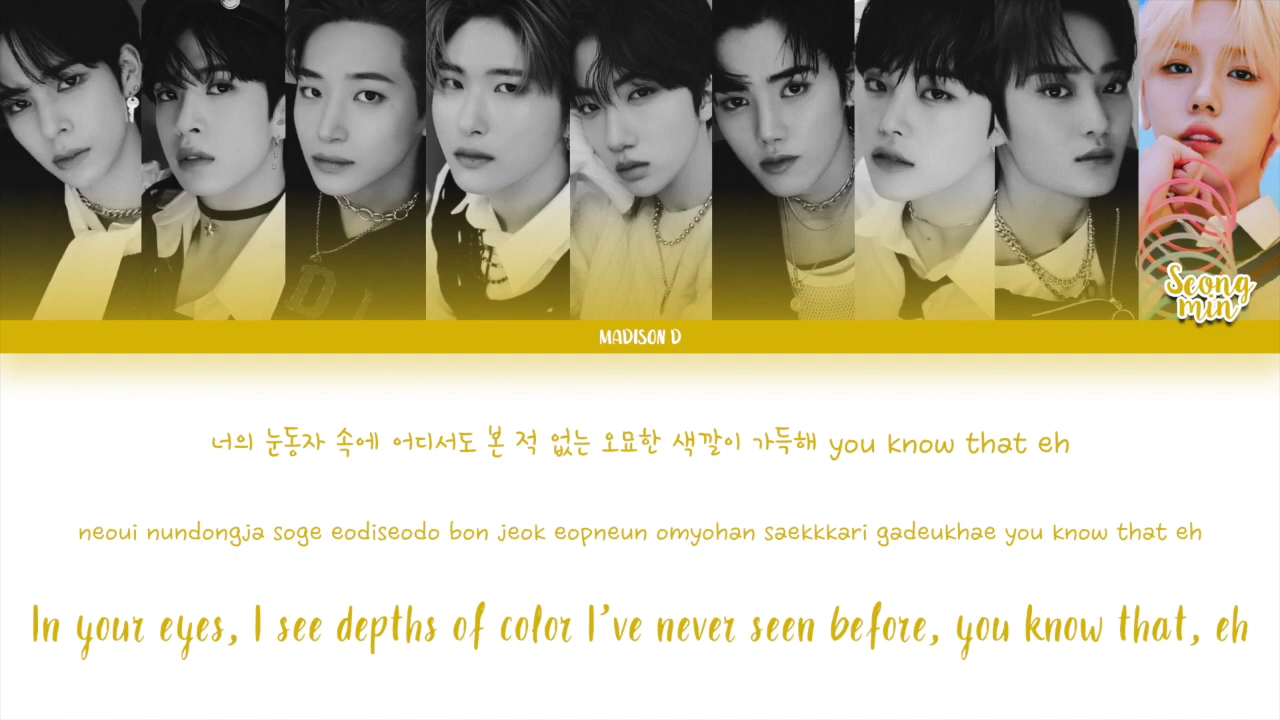 Seong
min
MADISON D
너의 눈동자 속에 어디서도 본 적 없는 오묘한 색깔이 가득해 you know that eh
neoui nundongja soge eodiseodo bon jeok eopneun omyohan saekkkari gadeukhae you know that eh
In your eyes, I see depths of color I've never seen before, you know that, eh